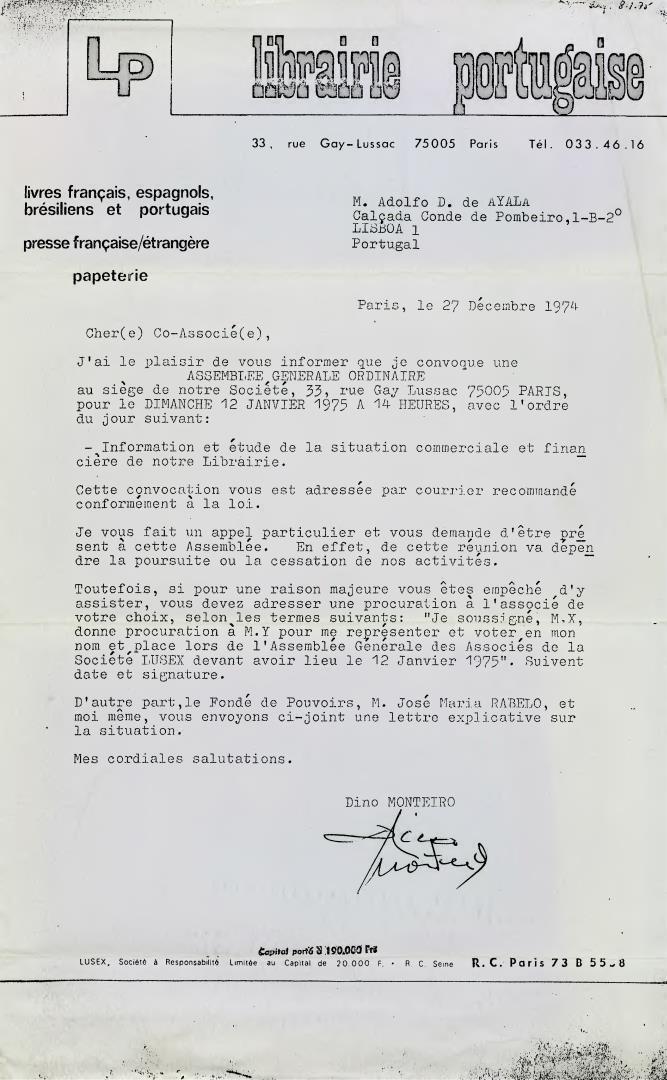 8-1-75
LP
librairie portugaise
33, rue Gay-Lussac 75005 Paris Tél. 033.46.16
livres français, espagnols,
brésiliens et portugais
presse française/étrangère
papeterie
M. Adolfo D. de AYALA
Calçada Conde de Pombeiro,1-B-2º
LISBOA 1
Portugal
Paris, le 27 Décembre 1974
Cher(e) Co-Associé(e),
J'ai le plaisir de vous informer que je convoque une
ASSEMBLEE GENERALE ORDINAIRE
au siège de notre Société, 33, rue Gay Lussac 75005 PARIS,
pour le DIMANCHE 12 JANVIER 1975 A 14 HEURES, avec l'ordre
du jour suivant:
- Information et étude de la situation commerciale et finan
cière de notre Librairie.
Cette convocation vous est adressée par courrier recommandé
conformément à la loi.
Je vous fait un appel particulier et vous demande d'être pré
sent à cette Assemblée. En effet, de cette réunion va dépen
dre la poursuite ou la cessation de nos activités.
Toutefois, si pour une raison majeure vous êtes empêché d'y
assister, vous devez adresser une procuration à l'associé de
votre choix, selon les termes suivants: "Je soussigné, M.X,
donne procuration à M.Y pour me représenter et voter en mon
nom et place lors de l'Assemblée Générale des Associés de la
Société LUSEX devant avoir lieu le 12 Janvier 1975". Suivent
date et signature.
D'autre part,le Fondé de Pouvoirs, M. José Maria RABELO, et
moi même, vous envoyons ci-joint une lettre explicative sur
la situation.
Mes cordiales salutations.
Dino MONTEIRO
Dino
Monteiro
Capital porté à 190.000 Frs
LUSEX, Société à Responsabilité Limitée au Capital de 20.000 F. - R. C. Seine R. C. Paris 73 B